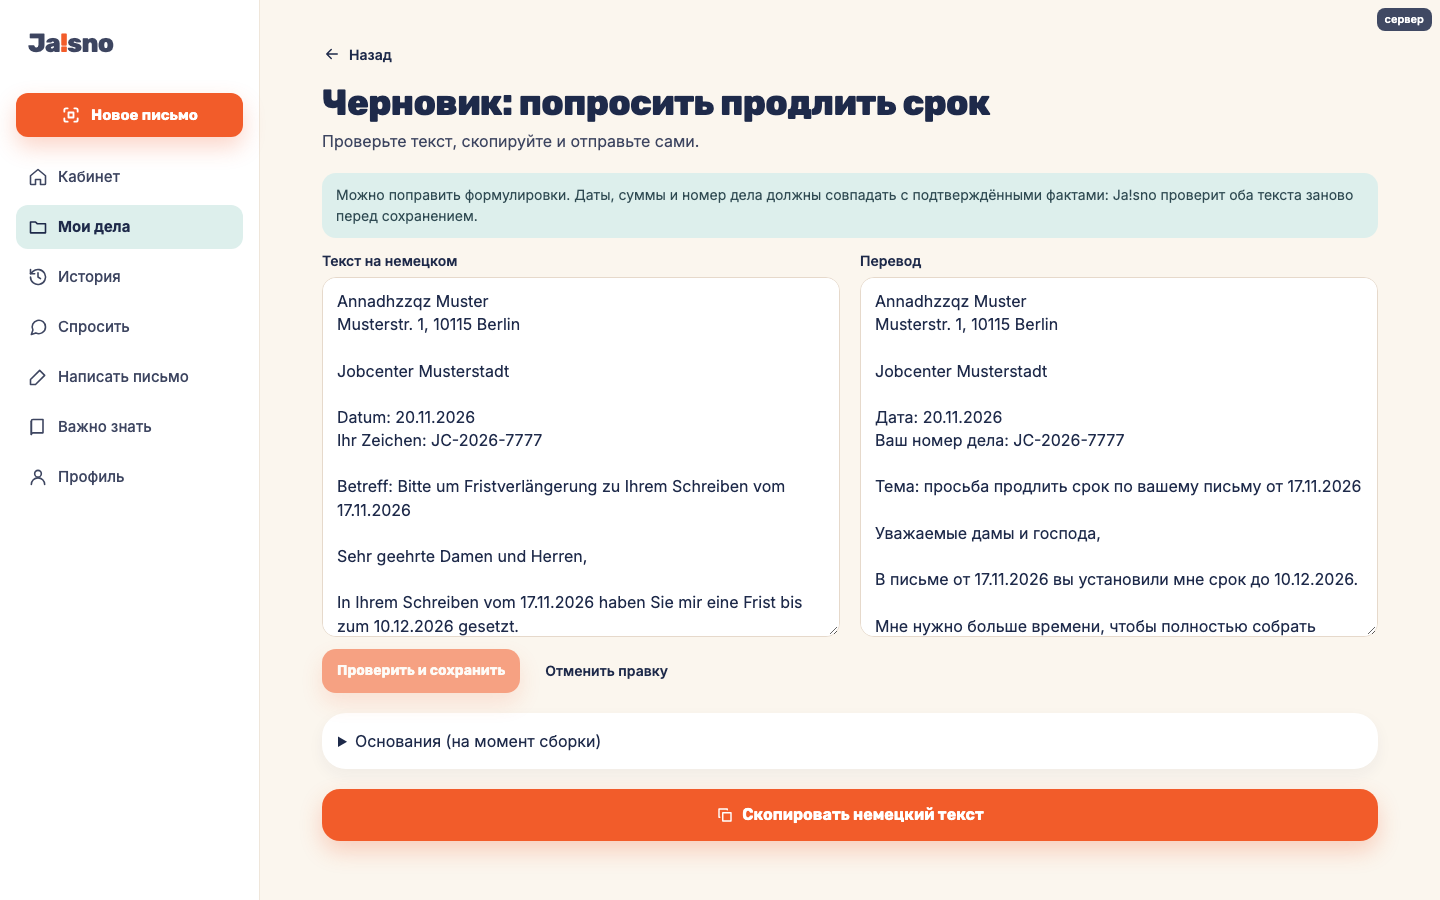 Ja!sno
Новое письмо
Кабинет
Мои дела
История
Спросить
Написать письмо
Важно знать
Профиль
сервер
Назад
Черновик: попросить продлить срок
Проверьте текст, скопируйте и отправьте сами.
Можно поправить формулировки. Даты, суммы и номер дела должны совпадать с подтверждёнными фактами: Ja!sno проверит оба текста заново
перед сохранением.
Текст на немецком
Annadhzzqz Muster
Musterstr. 1, 10115 Berlin
Jobcenter Musterstadt
Datum: 20.11.2026
Ihr Zeichen: JC-2026-7777
Betreff: Bitte um Fristverlängerung zu Ihrem Schreiben vom
17.11.2026
Sehr geehrte Damen und Herren,
In Ihrem Schreiben vom 17.11.2026 haben Sie mir eine Frist bis
zum 10.12.2026 gesetzt.
Перевод
Annadhzzqz Muster
Musterstr. 1, 10115 Berlin
Jobcenter Musterstadt
Дата: 20.11.2026
Ваш номер дела: JC-2026-7777
Тема: просьба продлить срок по вашему письму от 17.11.2026
Уважаемые дамы и господа,
В письме от 17.11.2026 вы установили мне срок до 10.12.2026.
Мне нужно больше времени, чтобы полностью собрать
Проверить и сохранить
Отменить правку
Основания (на момент сборки)
Скопировать немецкий текст